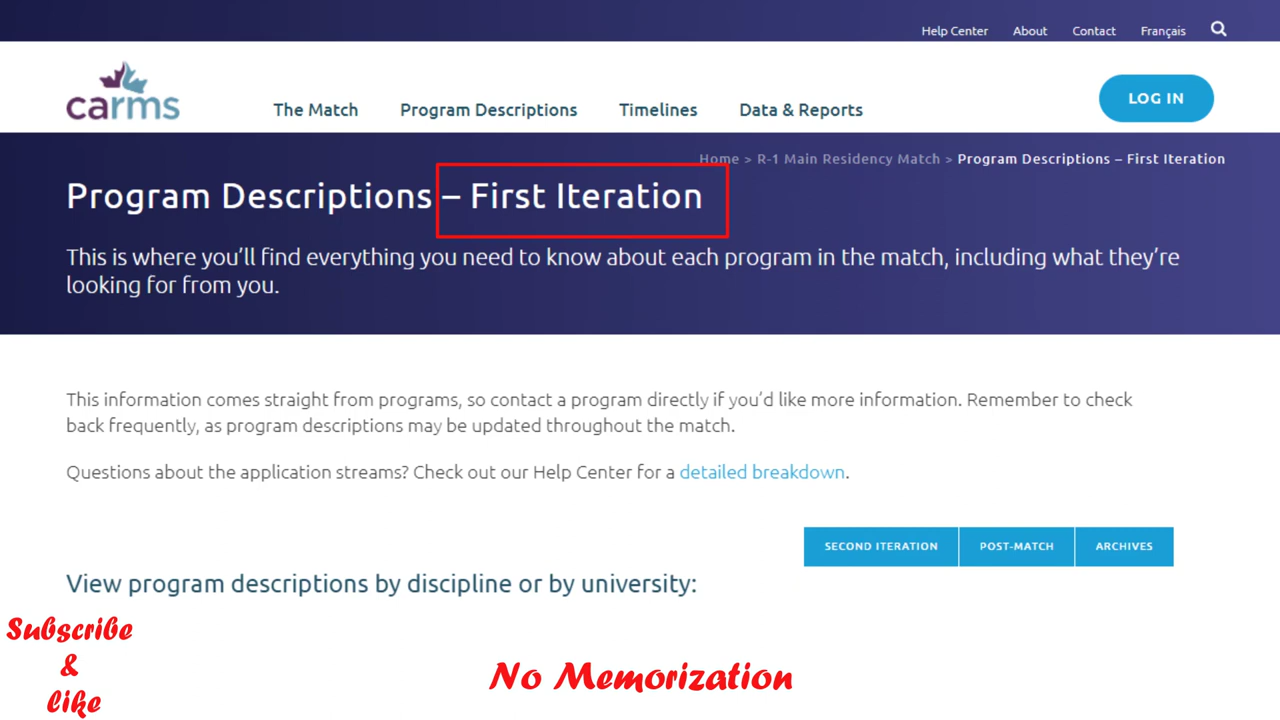 Help Center About Contact Français
carms
The Match Program Descriptions Timelines Data & Reports
LOG IN
Home > R-1 Main Residency Match > Program Descriptions – First Iteration
Program Descriptions – First Iteration
This is where you’ll find everything you need to know about each program in the match, including what they’re
looking for from you.
This information comes straight from programs, so contact a program directly if you’d like more information. Remember to check
back frequently, as program descriptions may be updated throughout the match.
Questions about the application streams? Check out our Help Center for a detailed breakdown.
SECOND ITERATION POST-MATCH ARCHIVES
View program descriptions by discipline or by university:
Subscribe
&
like
No Memorization